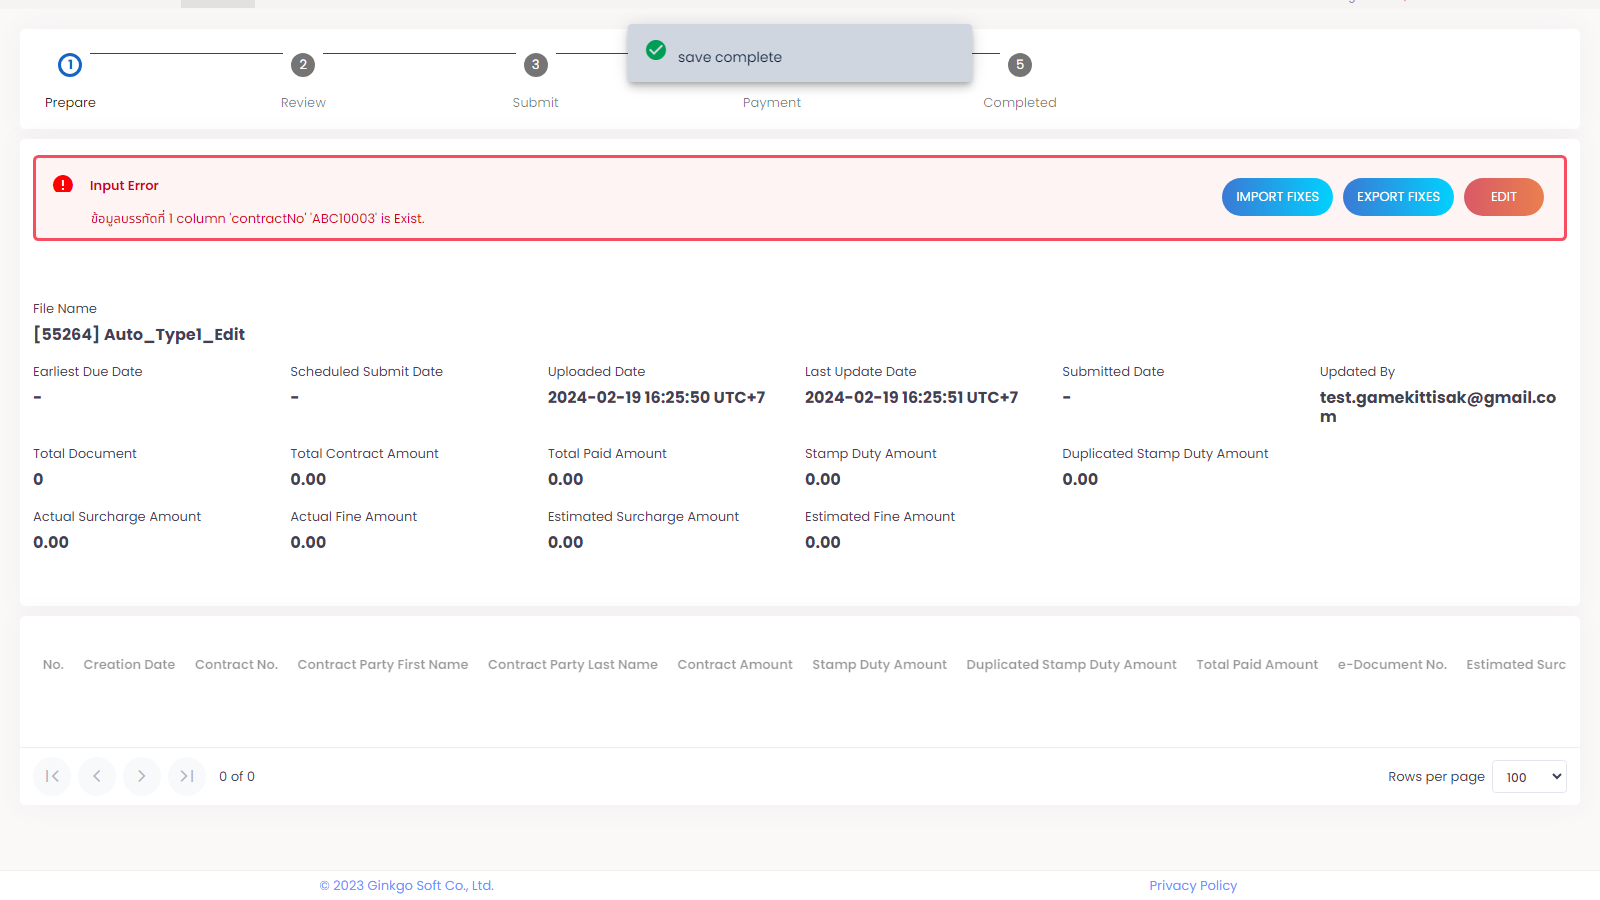 save complete
1
2
3
5
Prepare
Review
Submit
Payment
Completed
Input Error
ข้อมูลบรรทัดที่ 1 column 'contractNo' 'ABC10003' is Exist.
IMPORT FIXES
EXPORT FIXES
EDIT
File Name
[55264] Auto_Type1_Edit
Earliest Due Date
-
Scheduled Submit Date
-
Uploaded Date
2024-02-19 16:25:50 UTC+7
Last Update Date
2024-02-19 16:25:51 UTC+7
Submitted Date
-
Updated By
test.gamekittisak@gmail.co
m
Total Document
0
Total Contract Amount
0.00
Total Paid Amount
0.00
Stamp Duty Amount
0.00
Duplicated Stamp Duty Amount
0.00
Actual Surcharge Amount
0.00
Actual Fine Amount
0.00
Estimated Surcharge Amount
0.00
Estimated Fine Amount
0.00
No. Creation Date Contract No. Contract Party First Name Contract Party Last Name Contract Amount Stamp Duty Amount Duplicated Stamp Duty Amount Total Paid Amount e-Document No. Estimated Surc
0 of 0
Rows per page 100
© 2023 Ginkgo Soft Co., Ltd.
Privacy Policy